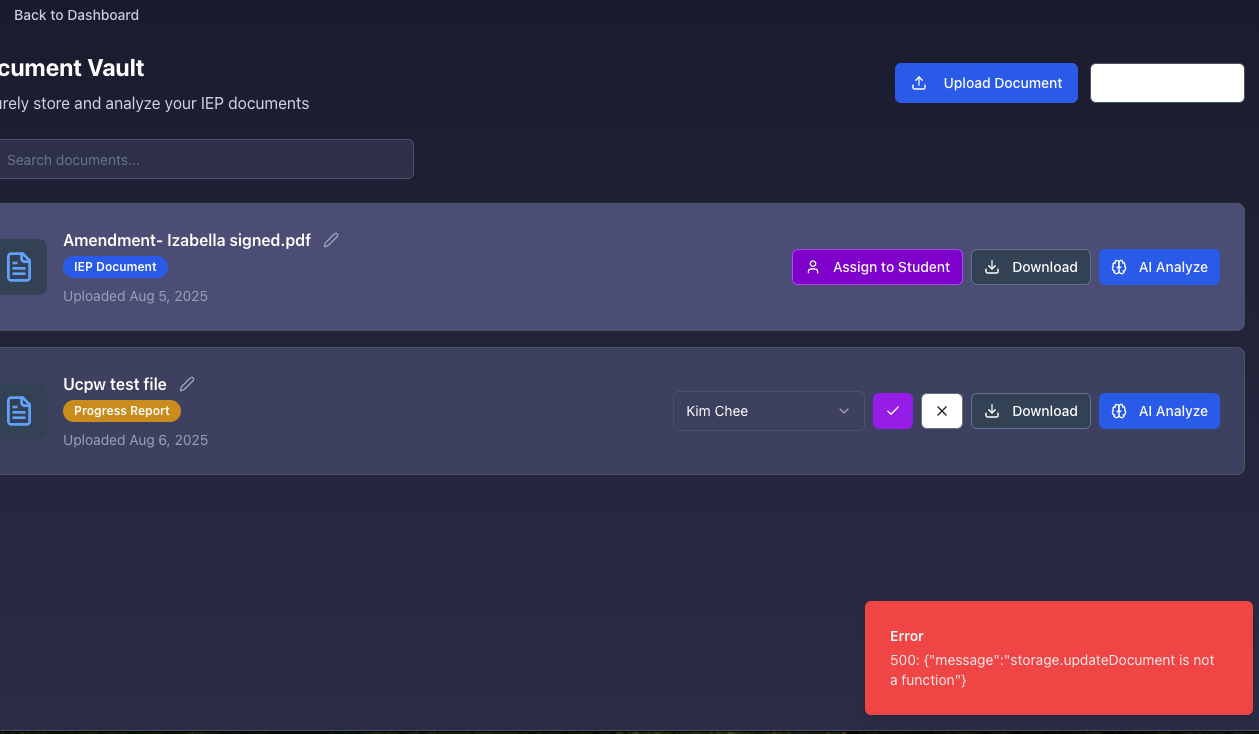 Back to Dashboard
cument Vault
rely store and analyze your IEP documents
Upload Document
Search documents...
Amendment- Izabella signed.pdf
IEP Document
Uploaded Aug 5, 2025
Assign to Student
Download
AI Analyze
Ucpw test file
Progress Report
Uploaded Aug 6, 2025
Kim Chee
Download
AI Analyze
Error
500: {"message":"storage.updateDocument is not
a function"}